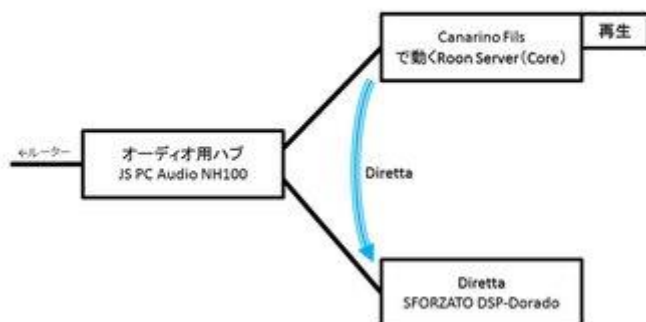 Canarino Fils
で動くRoon Server(Core)
再生
←ルーター
オーディオ用ハブ
JS PC Audio NH100
Diretta
Diretta
SFORZATO DSP-Dorado